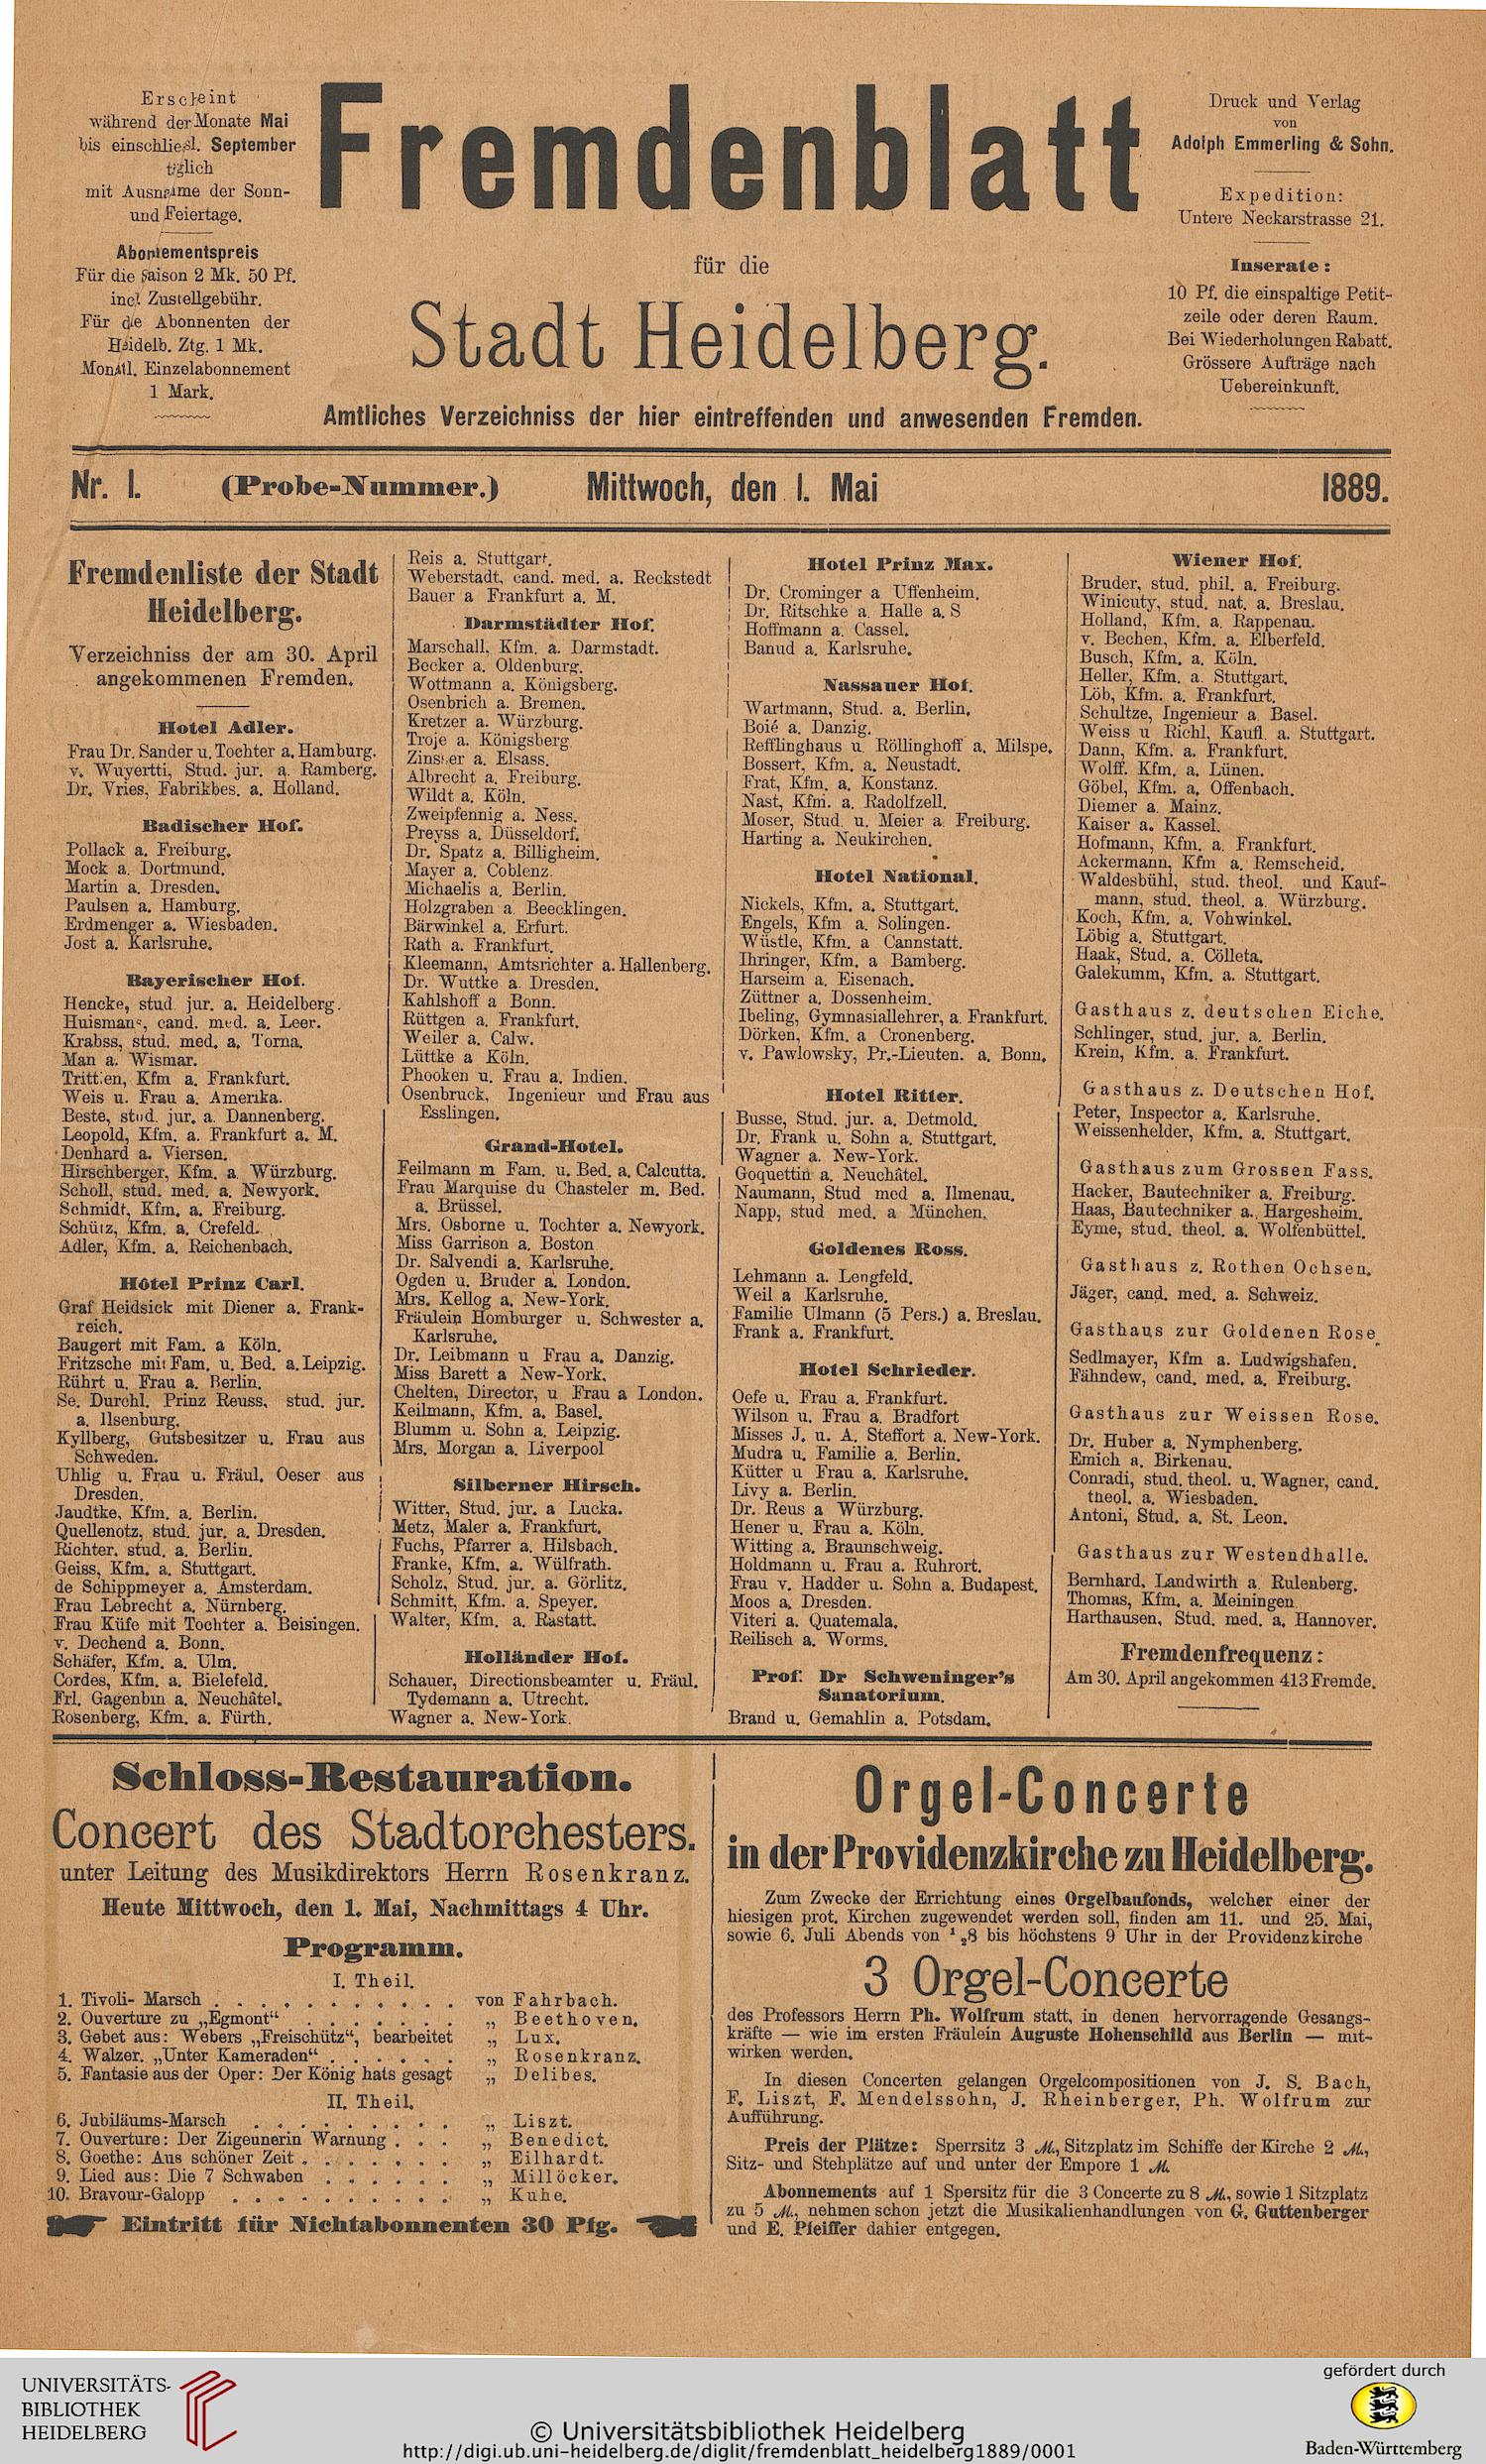 Erscheint
während der Monate Mai
bis einschliessl. September
täglich
mit Ausnahme der Sonn-
und Feiertage.
Abonnementspreis
Für die Saison 2 Mk. 50 Pf.
incl. Zustellgebühr.
Für die Abonnenten der
Heidelb. Ztg. 1 Mk.
Monatl. Einzelabonnement
1 Mark.
Fremdenblatt
für die
Stadt Heidelberg.
Amtliches Verzeichniss der hier eintreffenden und anwesenden Fremden.
Druck und Verlag
von
Adolph Emmerling & Sohn.
Expedition:
Untere Neckarstrasse 21.
Inserate:
10 Pf. die einspaltige Petit-
zeile oder deren Raum.
Bei Wiederholungen Rabatt.
Grössere Aufträge nach
Uebereinkunft.
Nr. 1. (Probe-Nummer.) Mittwoch, den 1. Mai 1889.
Fremdenliste der Stadt
Heidelberg.
Verzeichniss der am 30. April
angekommenen Fremden.
Hotel Adler.
Frau Dr. Sander u. Tochter a. Hamburg.
v. Wuyertti, Stud. jur. a. Ramberg.
Dr. Vries, Fabrikbes. a. Holland.
Badischer Hof.
Pollack a. Freiburg.
Mock a. Dortmund.
Martin a. Dresden.
Paulsen a. Hamburg.
Erdmenger a. Wiesbaden.
Jost a. Karlsruhe.
Bayerischer Hof.
Hencke, stud jur. a. Heidelberg.
Huismans, cand. med. a. Leer.
Krabss, stud. med. a. Torna.
Man a. Wismar.
Trittien, Kfm a. Frankfurt.
Weis u. Frau a. Amerika.
Beste, stud. jur. a. Dannenberg.
Leopold, Kfm. a. Frankfurt a. M.
Denhard a. Viersen.
Hirschberger, Kfm. a Würzburg.
Scholl, stud. med. a. Newyork.
Schmidt, Kfm. a. Freiburg.
Schütz, Kfm. a. Crefeld.
Adler, Kfm. a. Reichenbach.
Hôtel Prinz Carl.
Graf Heidsick mit Diener a. Frank-
reich.
Baugert mit Fam. a Köln.
Fritzsche mit Fam. u. Bed. a. Leipzig.
Rührt u. Frau a. Berlin.
Se. Durchl. Prinz Reuss, stud. jur.
a. Ilsenburg.
Kyllberg, Gutsbesitzer u. Frau aus
Schweden.
Uhlig u. Frau u. Fräul. Oeser aus
Dresden.
Jaudtke, Kfm. a. Berlin.
Quellenotz, stud. jur. a. Dresden.
Richter, stud. a. Berlin.
Geiss, Kfm. a. Stuttgart.
de Schippmeyer a. Amsterdam.
Frau Lebrecht a. Nürnberg.
Frau Küfe mit Tochter a. Beisingen.
v. Dechend a. Bonn.
Schäfer, Kfm. a. Ulm.
Cordes, Kfm. a. Bielefeld.
Frl. Gagenbin a. Neuchâtel.
Rosenberg, Kfm. a. Fürth.
Reis a. Stuttgart.
Weberstadt, cand. med. a. Reckstedt
Bauer a Frankfurt a. M.
Darmstädter Hof.
Marschall, Kfm. a. Darmstadt.
Becker a. Oldenburg.
Wottmann a. Königsberg.
Osenbrich a. Bremen.
Kretzer a. Würzburg.
Troje a. Königsberg
Zinsser a. Elsass.
Albrecht a. Freiburg.
Wildt a. Köln.
Zweipfennig a. Ness.
Preyss a. Düsseldorf.
Dr. Spatz a. Billigheim.
Mayer a. Coblenz.
Michaelis a. Berlin.
Holzgraben a. Beecklingen.
Bärwinkel a. Erfurt.
Rath a. Frankfurt.
Kleemann, Amtsrichter a. Hallenberg.
Dr. Wuttke a. Dresden.
Kahlshoff a Bonn.
Rüttgen a. Frankfurt.
Weiler a. Calw.
Lüttke a Köln.
Phooken u. Frau a. Indien.
Osenbruck, Ingenieur und Frau aus
Esslingen.
Grand-Hotel.
Feilmann m Fam. u. Bed. a. Calcutta.
Frau Marquise du Chasteler m. Bed.
a. Brüssel.
Mrs. Osborne u. Tochter a. Newyork.
Miss Garrison a. Boston
Dr. Salvendi a. Karlsruhe.
Ogden u. Bruder a. London.
Mrs. Kellog a. New-York.
Fräulein Homburger u. Schwester a.
Karlsruhe.
Dr. Leibmann u Frau a. Danzig.
Miss Barett a New-York.
Chelten, Director, u Frau a London.
Keilmann, Kfm. a. Basel.
Blumm u. Sohn a. Leipzig.
Mrs. Morgan a. Liverpool
Silberner Hirsch.
Witter, Stud. jur. a Lucka.
Metz, Maler a. Frankfurt.
Fuchs, Pfarrer a. Hilsbach.
Franke, Kfm. a. Wülfrath.
Scholz, Stud. jur. a. Görlitz.
Schmitt, Kfm. a. Speyer.
Walter, Kfm. a. Rastatt.
Holländer Hof.
Schauer, Directionsbeamter u. Fräul.
Tydemann a. Utrecht.
Wagner a. New-York.
Hotel Prinz Max.
Dr. Crominger a Uffenheim.
Dr. Ritschke a. Halle a. S
Hoffmann a. Cassel.
Banud a. Karlsruhe.
Nassauer Hof.
Wartmann, Stud. a. Berlin.
Boié a. Danzig.
Refflinghaus u. Röllinghoff a. Milspe.
Bossert, Kfm. a. Neustadt.
Frat, Kfm. a. Konstanz.
Nast, Kfm. a. Radolfzell.
Moser, Stud. u. Meier a. Freiburg.
Harting a. Neukirchen.
Hotel National.
Nickels, Kfm. a. Stuttgart.
Engels, Kfm a. Solingen.
Wüstle, Kfm. a Cannstatt.
Ihringer, Kfm. a Bamberg.
Harseim a. Eisenach.
Züttner a. Dossenheim.
Ibeling, Gymnasiallehrer, a. Frankfurt.
Dörken, Kfm. a Cronenberg.
v. Pawlowsky, Pr.-Lieuten. a. Bonn.
Hotel Ritter.
Busse, Stud. jur. a. Detmold.
Dr. Frank u. Sohn a. Stuttgart.
Wagner a. New-York.
Goquettin a. Neuchâtel.
Naumann, Stud med a. Ilmenau.
Napp, stud med. a München.
Goldenes Ross.
Lehmann a. Lengfeld.
Weil a Karlsruhe.
Familie Ulmann (5 Pers.) a. Breslau.
Frank a. Frankfurt.
Hotel Schrieder.
Oefe u. Frau a. Frankfurt.
Wilson u. Frau a. Bradfort
Misses J. u. A. Steffort a. New-York.
Mudra u. Familie a. Berlin.
Kütter u Frau a. Karlsruhe.
Livy a. Berlin.
Dr. Reus a Würzburg.
Hener u. Frau a. Köln.
Witting a. Braunschweig.
Holdmann u. Frau a. Ruhrort.
Frau v. Hadder u. Sohn a. Budapest.
Moos a. Dresden.
Viteri a. Quatemala.
Reilisch a. Worms.
Prof. Dr Schweninger's
Sanatorium.
Brand u. Gemahlin a. Potsdam.
Wiener Hof.
Bruder, stud. phil. a. Freiburg.
Winicuty, stud. nat. a. Breslau.
Holland, Kfm. a. Rappenau.
v. Bechen, Kfm. a. Elberfeld.
Busch, Kfm. a. Köln.
Heller, Kfm. a. Stuttgart.
Löb, Kfm. a. Frankfurt.
Schultze, Ingenieur a. Basel.
Weiss u Richl, Kaufl. a. Stuttgart.
Dann, Kfm. a. Frankfurt.
Wolff. Kfm. a. Lünen.
Göbel, Kfm. a. Offenbach.
Diemer a. Mainz.
Kaiser a. Kassel.
Hofmann, Kfm. a. Frankfurt.
Ackermann, Kfm a. Remscheid.
Waldesbühl, stud. theol. und Kauf-
mann, stud. theol. a. Würzburg.
Koch, Kfm. a. Vohwinkel.
Löbig a. Stuttgart.
Haak, Stud. a. Cölleta.
Galekumm, Kfm. a. Stuttgart.
Gasthaus z. deutschen Eiche.
Schlinger, stud. jur. a. Berlin.
Krein, Kfm. a. Frankfurt.
Gasthaus z. Deutschen Hof.
Peter, Inspector a. Karlsruhe.
Weissenhelder, Kfm. a. Stuttgart.
Gasthaus zum Grossen Fass.
Hacker, Bautechniker a. Freiburg.
Haas, Bautechniker a. Hargesheim.
Eyme, stud. theol. a. Wolfenbüttel.
Gasthaus z. Rothen Ochsen.
Jäger, cand. med. a. Schweiz.
Gasthaus zur Goldenen Rose.
Sedlmayer, Kfm a. Ludwigshafen.
Fähndew, cand. med. a. Freiburg.
Gasthaus zur Weissen Rose.
Dr. Huber a. Nymphenberg.
Emich a. Birkenau.
Conradi, stud. theol. u. Wagner, cand.
theol. a. Wiesbaden.
Antoni, Stud. a. St. Leon.
Gasthaus zur Westendhalle.
Bernhard, Landwirth a. Rulenberg.
Thomas, Kfm. a. Meiningen
Harthausen, Stud. med. a. Hannover.
Fremdenfrequenz:
Am 30. April angekommen 413 Fremde.
Schloss-Restauration.
Concert des Stadtorchesters.
unter Leitung des Musikdirektors Herrn Rosenkranz.
Heute Mittwoch, den 1. Mai, Nachmittags 4 Uhr.
Programm.
I. Theil.
1. Tivoli- Marsch . . . . . . . . . . . von Fahrbach.
2. Ouverture zu „Egmont“ . . . . . . . „ Beethoven.
3. Gebet aus: Webers „Freischütz“, bearbeitet „ Lux.
4. Walzer. „Unter Kameraden“ . . . . . . „ Rosenkranz.
5. Fantasie aus der Oper: Der König hats gesagt „ Delibes.
II. Theil.
6. Jubiläums-Marsch . . . . . . . . . „ Liszt.
7. Ouverture: Der Zigeunerin Warnung . . . „ Benedict.
8. Goethe: Aus schöner Zeit . . . . . . . „ Eilhardt.
9. Lied aus: Die 7 Schwaben . . . . . . „ Millöcker.
10. Bravour-Galopp . . . . . . . . . . „ Kuhe.
Eintritt für Nichtabonnenten 30 Pfg.
Orgel-Concerte
in der Providenzkirche zu Heidelberg.
Zum Zwecke der Errichtung eines Orgelbaufonds, welcher einer der
hiesigen prot. Kirchen zugewendet werden soll, finden am 11. und 25. Mai,
sowie 6. Juli Abends von ½8 bis höchstens 9 Uhr in der Providenzkirche
3 Orgel-Concerte
des Professors Herrn Ph. Wolfrum statt, in denen hervorragende Gesangs-
kräfte — wie im ersten Fräulein Auguste Hohenschild aus Berlin — mit-
wirken werden.
In diesen Concerten gelangen Orgelcompositionen von J. S. Bach,
F. Liszt, F. Mendelssohn, J. Rheinberger, Ph. Wolfrum zur
Aufführung.
Preis der Plätze: Sperrsitz 3 ℳ., Sitzplatz im Schiffe der Kirche 2 ℳ.,
Sitz- und Stehplätze auf und unter der Empore 1 ℳ.
Abonnements auf 1 Spersitz für die 3 Concerte zu 8 ℳ., sowie 1 Sitzplatz
zu 5 ℳ., nehmen schon jetzt die Musikalienhandlungen von G. Guttenberger
und E. Pfeiffer dahier entgegen.
UNIVERSITÄTS-
BIBLIOTHEK
HEIDELBERG
© Universitätsbibliothek Heidelberg
http://digi.ub.uni-heidelberg.de/diglit/fremdenblatt_heidelberg1889/0001
gefördert durch
Baden-Württemberg